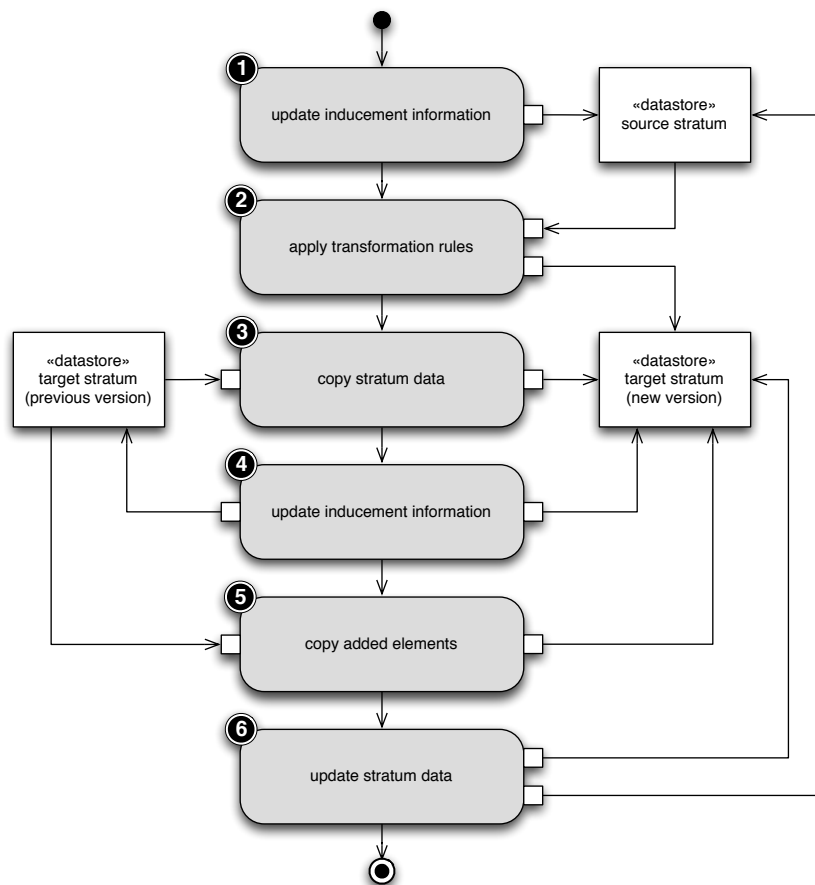 1
update inducement information
«datastore»
source stratum
2
apply transformation rules
3
«datastore»
target stratum
(previous version)
copy stratum data
«datastore»
target stratum
(new version)
4
update inducement information
5
copy added elements
6
update stratum data